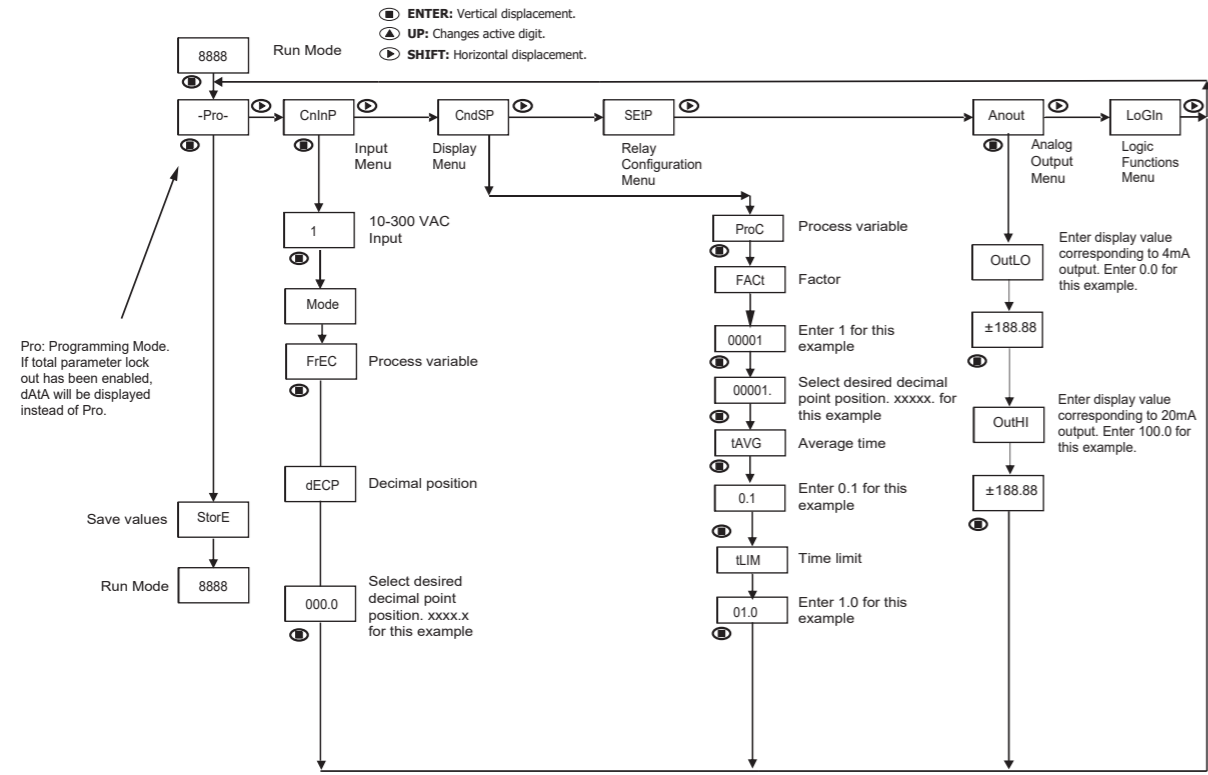 ENTER: Vertical displacement.
UP: Changes active digit.
SHIFT: Horizontal displacement.
8888
Run Mode
-Pro-
CnInP
CndSP
SEtP
Anout
LoGIn
Input
Menu
Display
Menu
Relay
Configuration
Menu
Analog
Output
Menu
Logic
Functions
Menu
Pro: Programming Mode.
If total parameter lock
out has been enabled,
dAtA will be displayed
instead of Pro.
Save values
StorE
Run Mode
8888
1
10-300 VAC
Input
Mode
FrEC
Process variable
dECP
Decimal position
000.0
Select desired
decimal point
position. xxxx.x
for this example
ProC
Process variable
FACt
Factor
00001
Enter 1 for this
example
00001.
Select desired decimal
point position. xxxxx. for
this example
tAVG
Average time
0.1
Enter 0.1 for this
example
tLIM
Time limit
01.0
Enter 1.0 for this
example
OutLO
Enter display value
corresponding to 4mA
output. Enter 0.0 for
this example.
±188.88
OutHI
Enter display value
corresponding to 20mA
output. Enter 100.0 for
this example.
±188.88